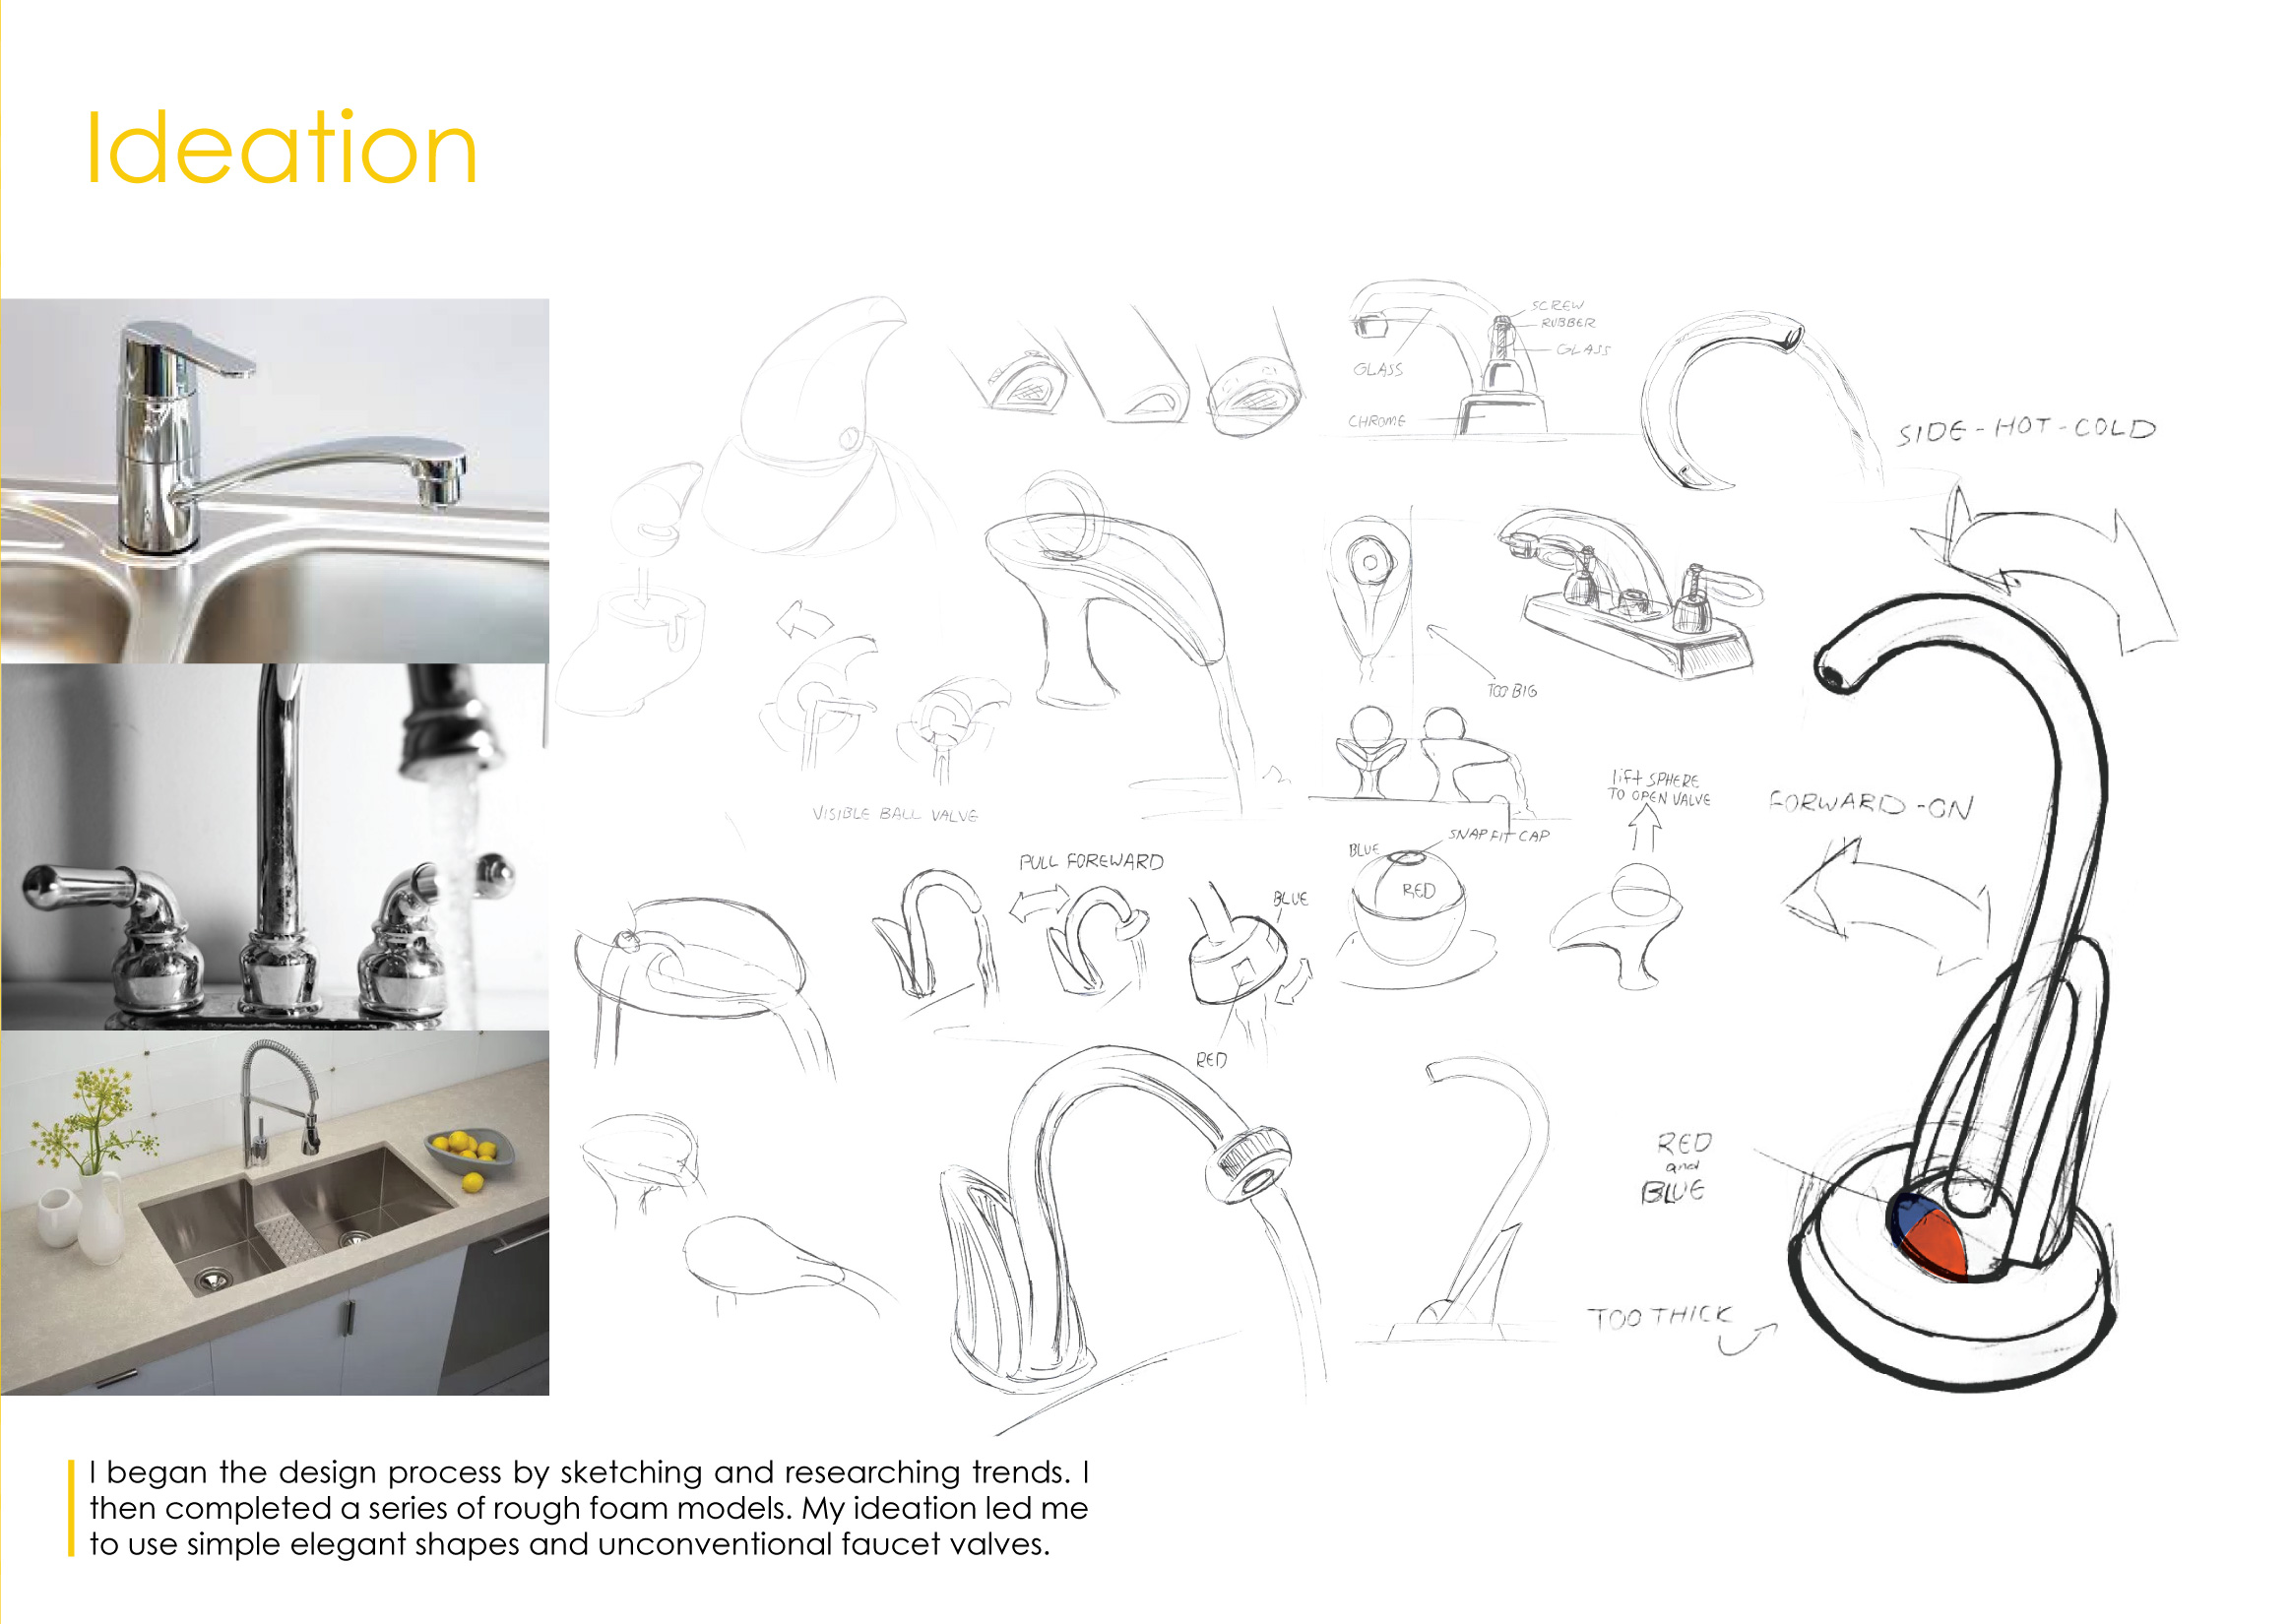 Ideation
SCREW
RUBBER
GLASS
GLASS
CHROME
SIDE-HOT-COLD
TOO BIG
lift SPHERE
TO OPEN VALVE
FORWARD-ON
VISIBLE BALL VALVE
SNAP FIT CAP
BLUE
RED
PULL FOREWARD
BLUE
RED
RED
and
BLUE
TOO THICK
I began the design process by sketching and researching trends. I
then completed a series of rough foam models. My ideation led me
to use simple elegant shapes and unconventional faucet valves.